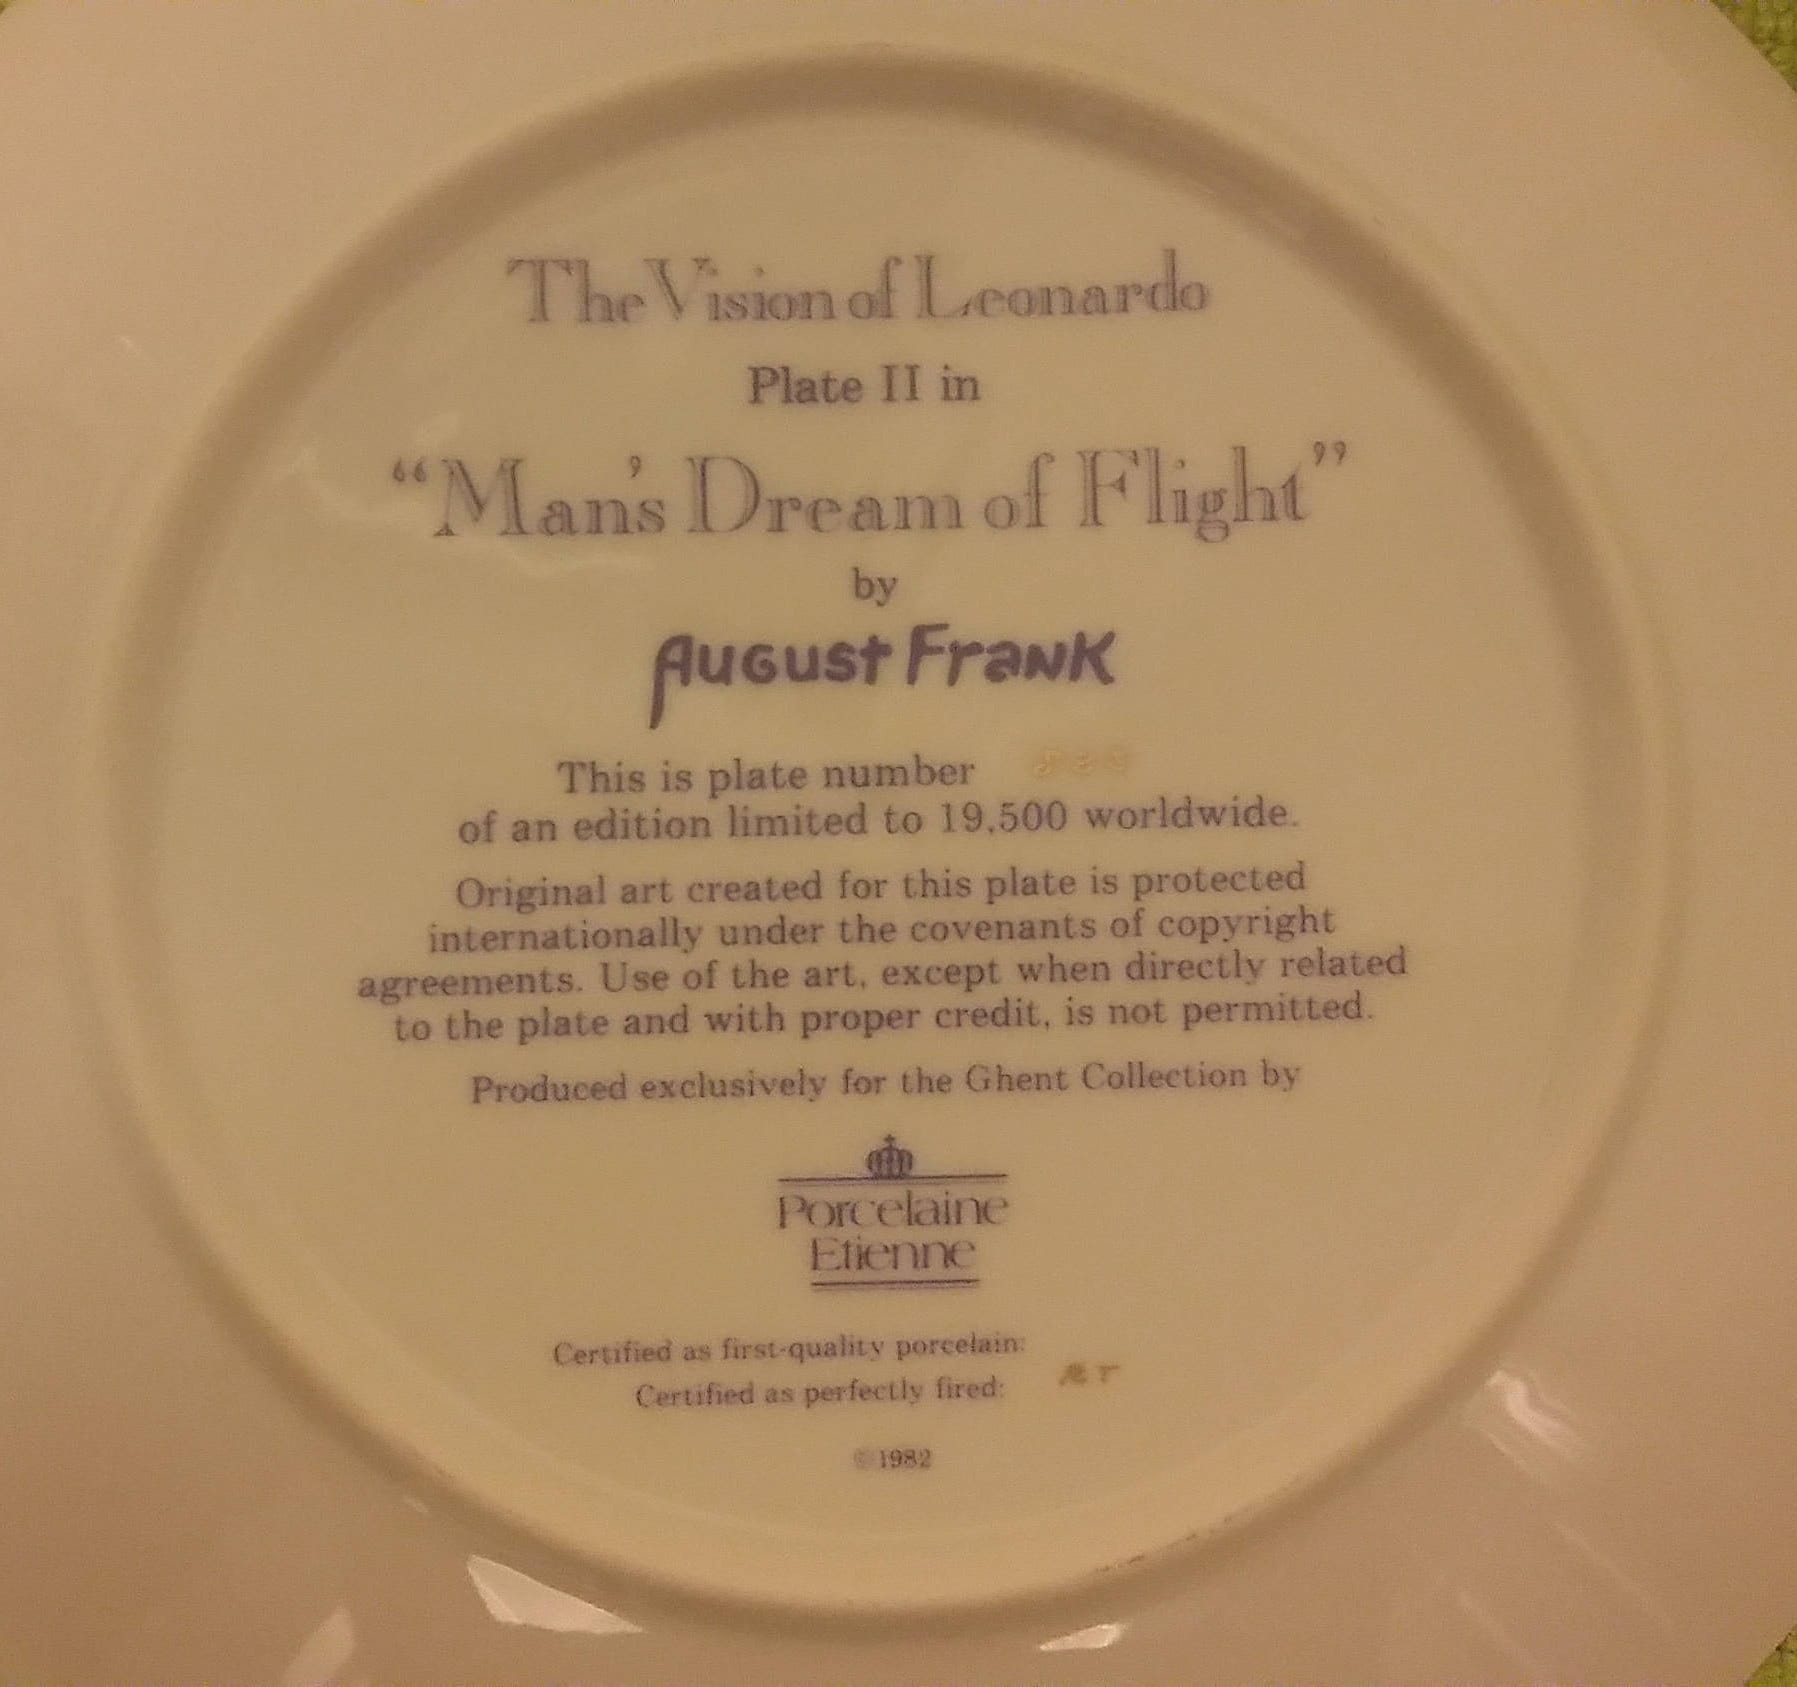 The Vision of Leonardo
Plate II in
“Man's Dream of Flight”
by
August Frank
This is plate number
of an edition limited to 19,500 worldwide.
Original art created for this plate is protected
internationally under the covenants of copyright
agreements. Use of the art, except when directly related
to the plate and with proper credit, is not permitted.
Produced exclusively for the Ghent Collection by
Porcelaine
Etienne
Certified as first-quality porcelain:
Certified as perfectly fired:
©1982